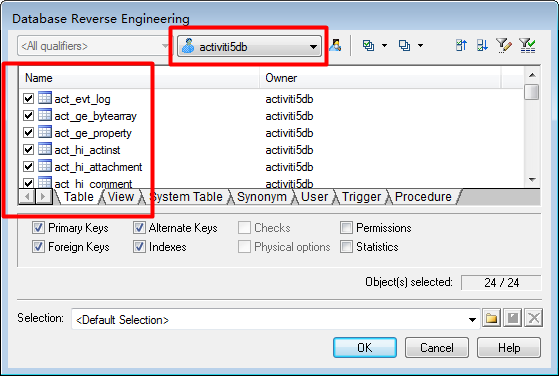 Database Reverse Engineering
<All qualifiers> activiti5db
Name Owner
act_evt_log activiti5db
act_ge_bytearray activiti5db
act_ge_property activiti5db
act_hi_actinst activiti5db
act_hi_attachment activiti5db
act_hi_comment activiti5db
Table View System Table Synonym User Trigger Procedure
Primary Keys Alternate Keys Checks Permissions
Foreign Keys Indexes Physical options Statistics
Object(s) selected: 24 / 24
Selection: <Default Selection>
OK Cancel Help